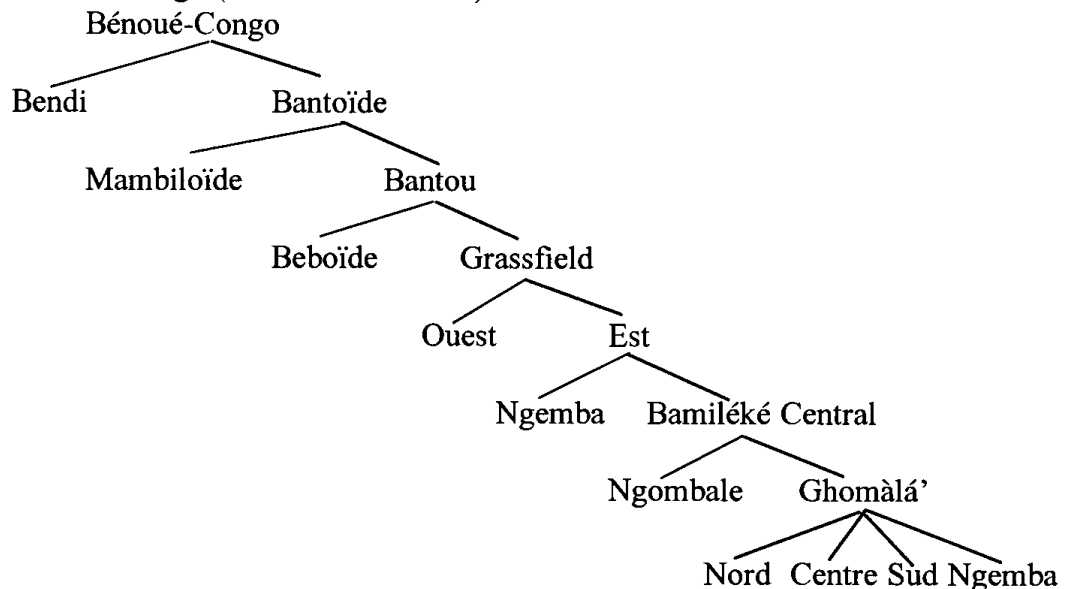 Bénoué-Congo
Bendi Bantoïde
Mambiloïde Bantou
Beboïde Grassfield
Ouest Est
Ngemba Bamiléké Central
Ngombale Ghomàlá’
Nord Centre Sud Ngemba